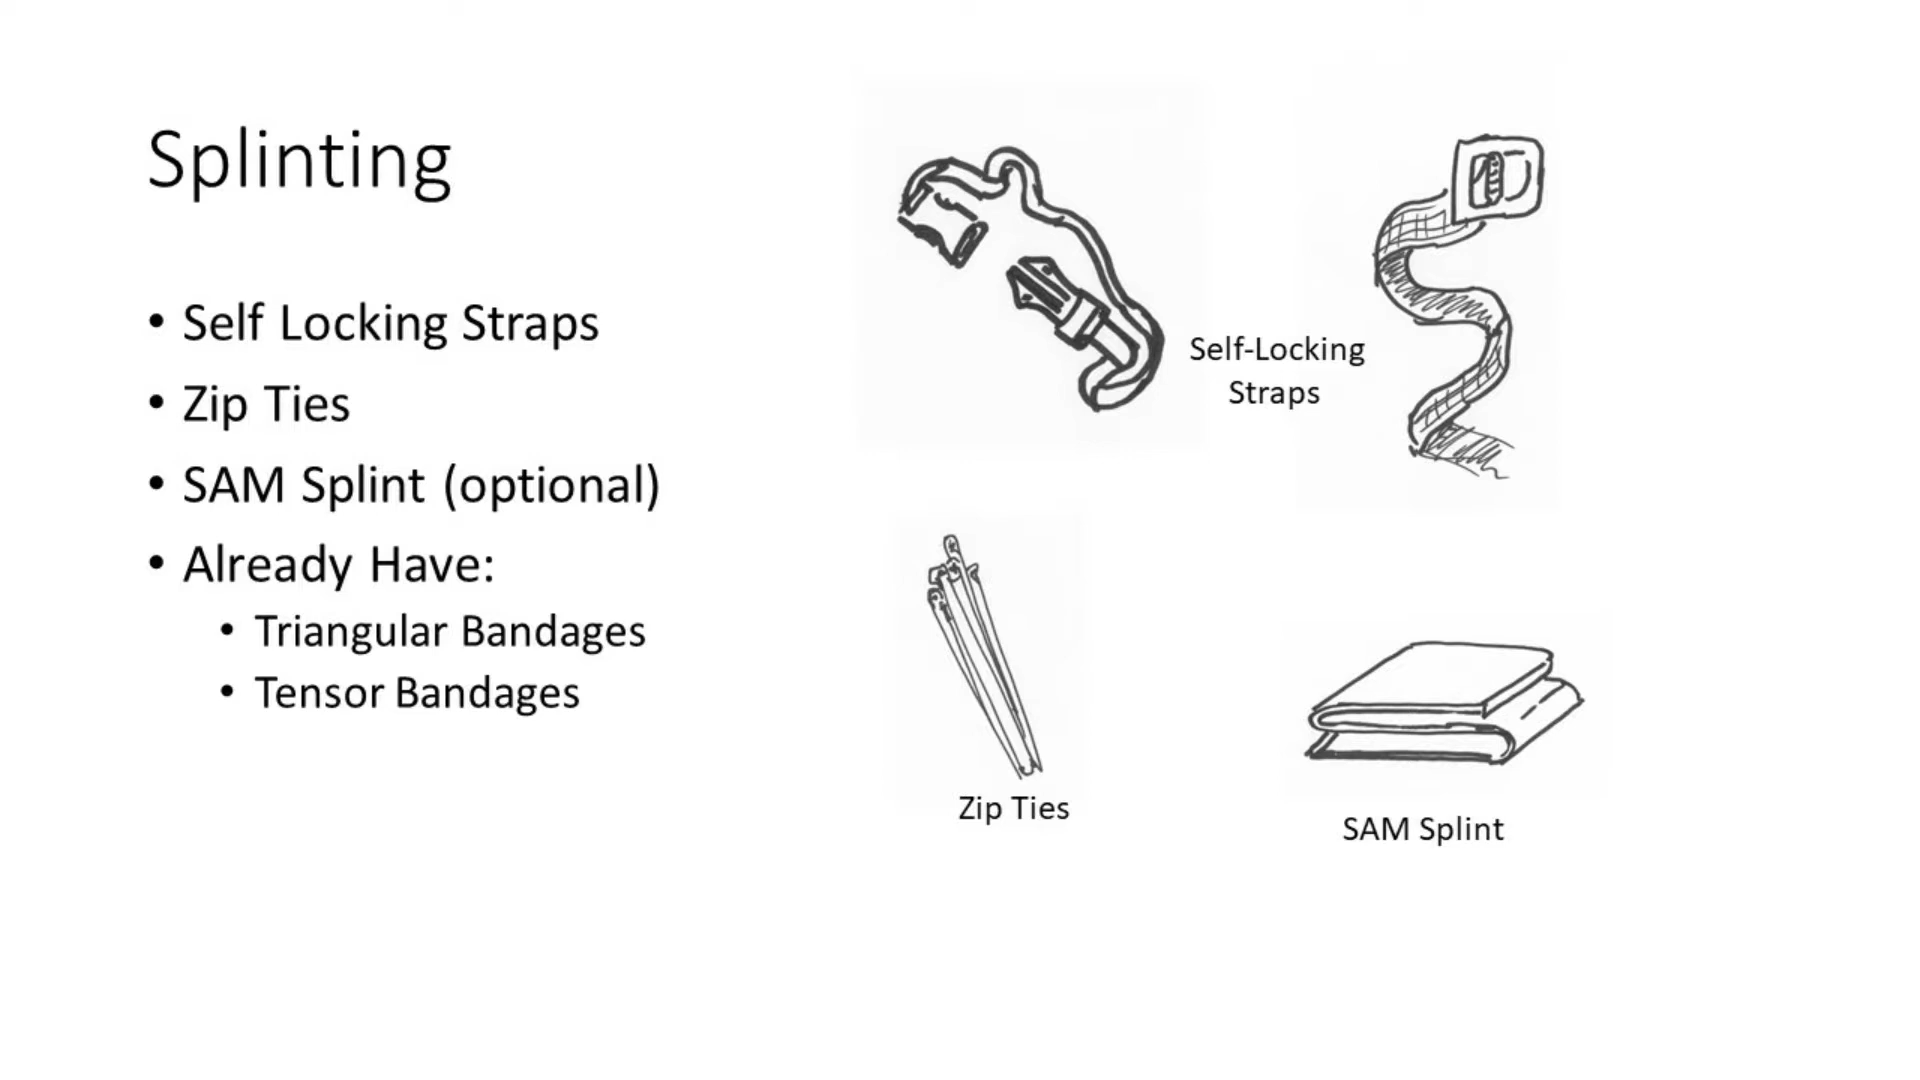 Splinting
• Self Locking Straps
• Zip Ties
• SAM Splint (optional)
• Already Have:
• Triangular Bandages
• Tensor Bandages
Self-Locking
Straps
Zip Ties
SAM Splint